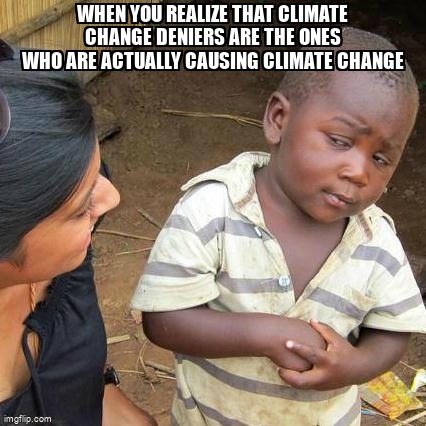 WHEN YOU REALIZE THAT CLIMATE
CHANGE DENIERS ARE THE ONES
WHO ARE ACTUALLY CAUSING CLIMATE CHANGE
imgflip.com